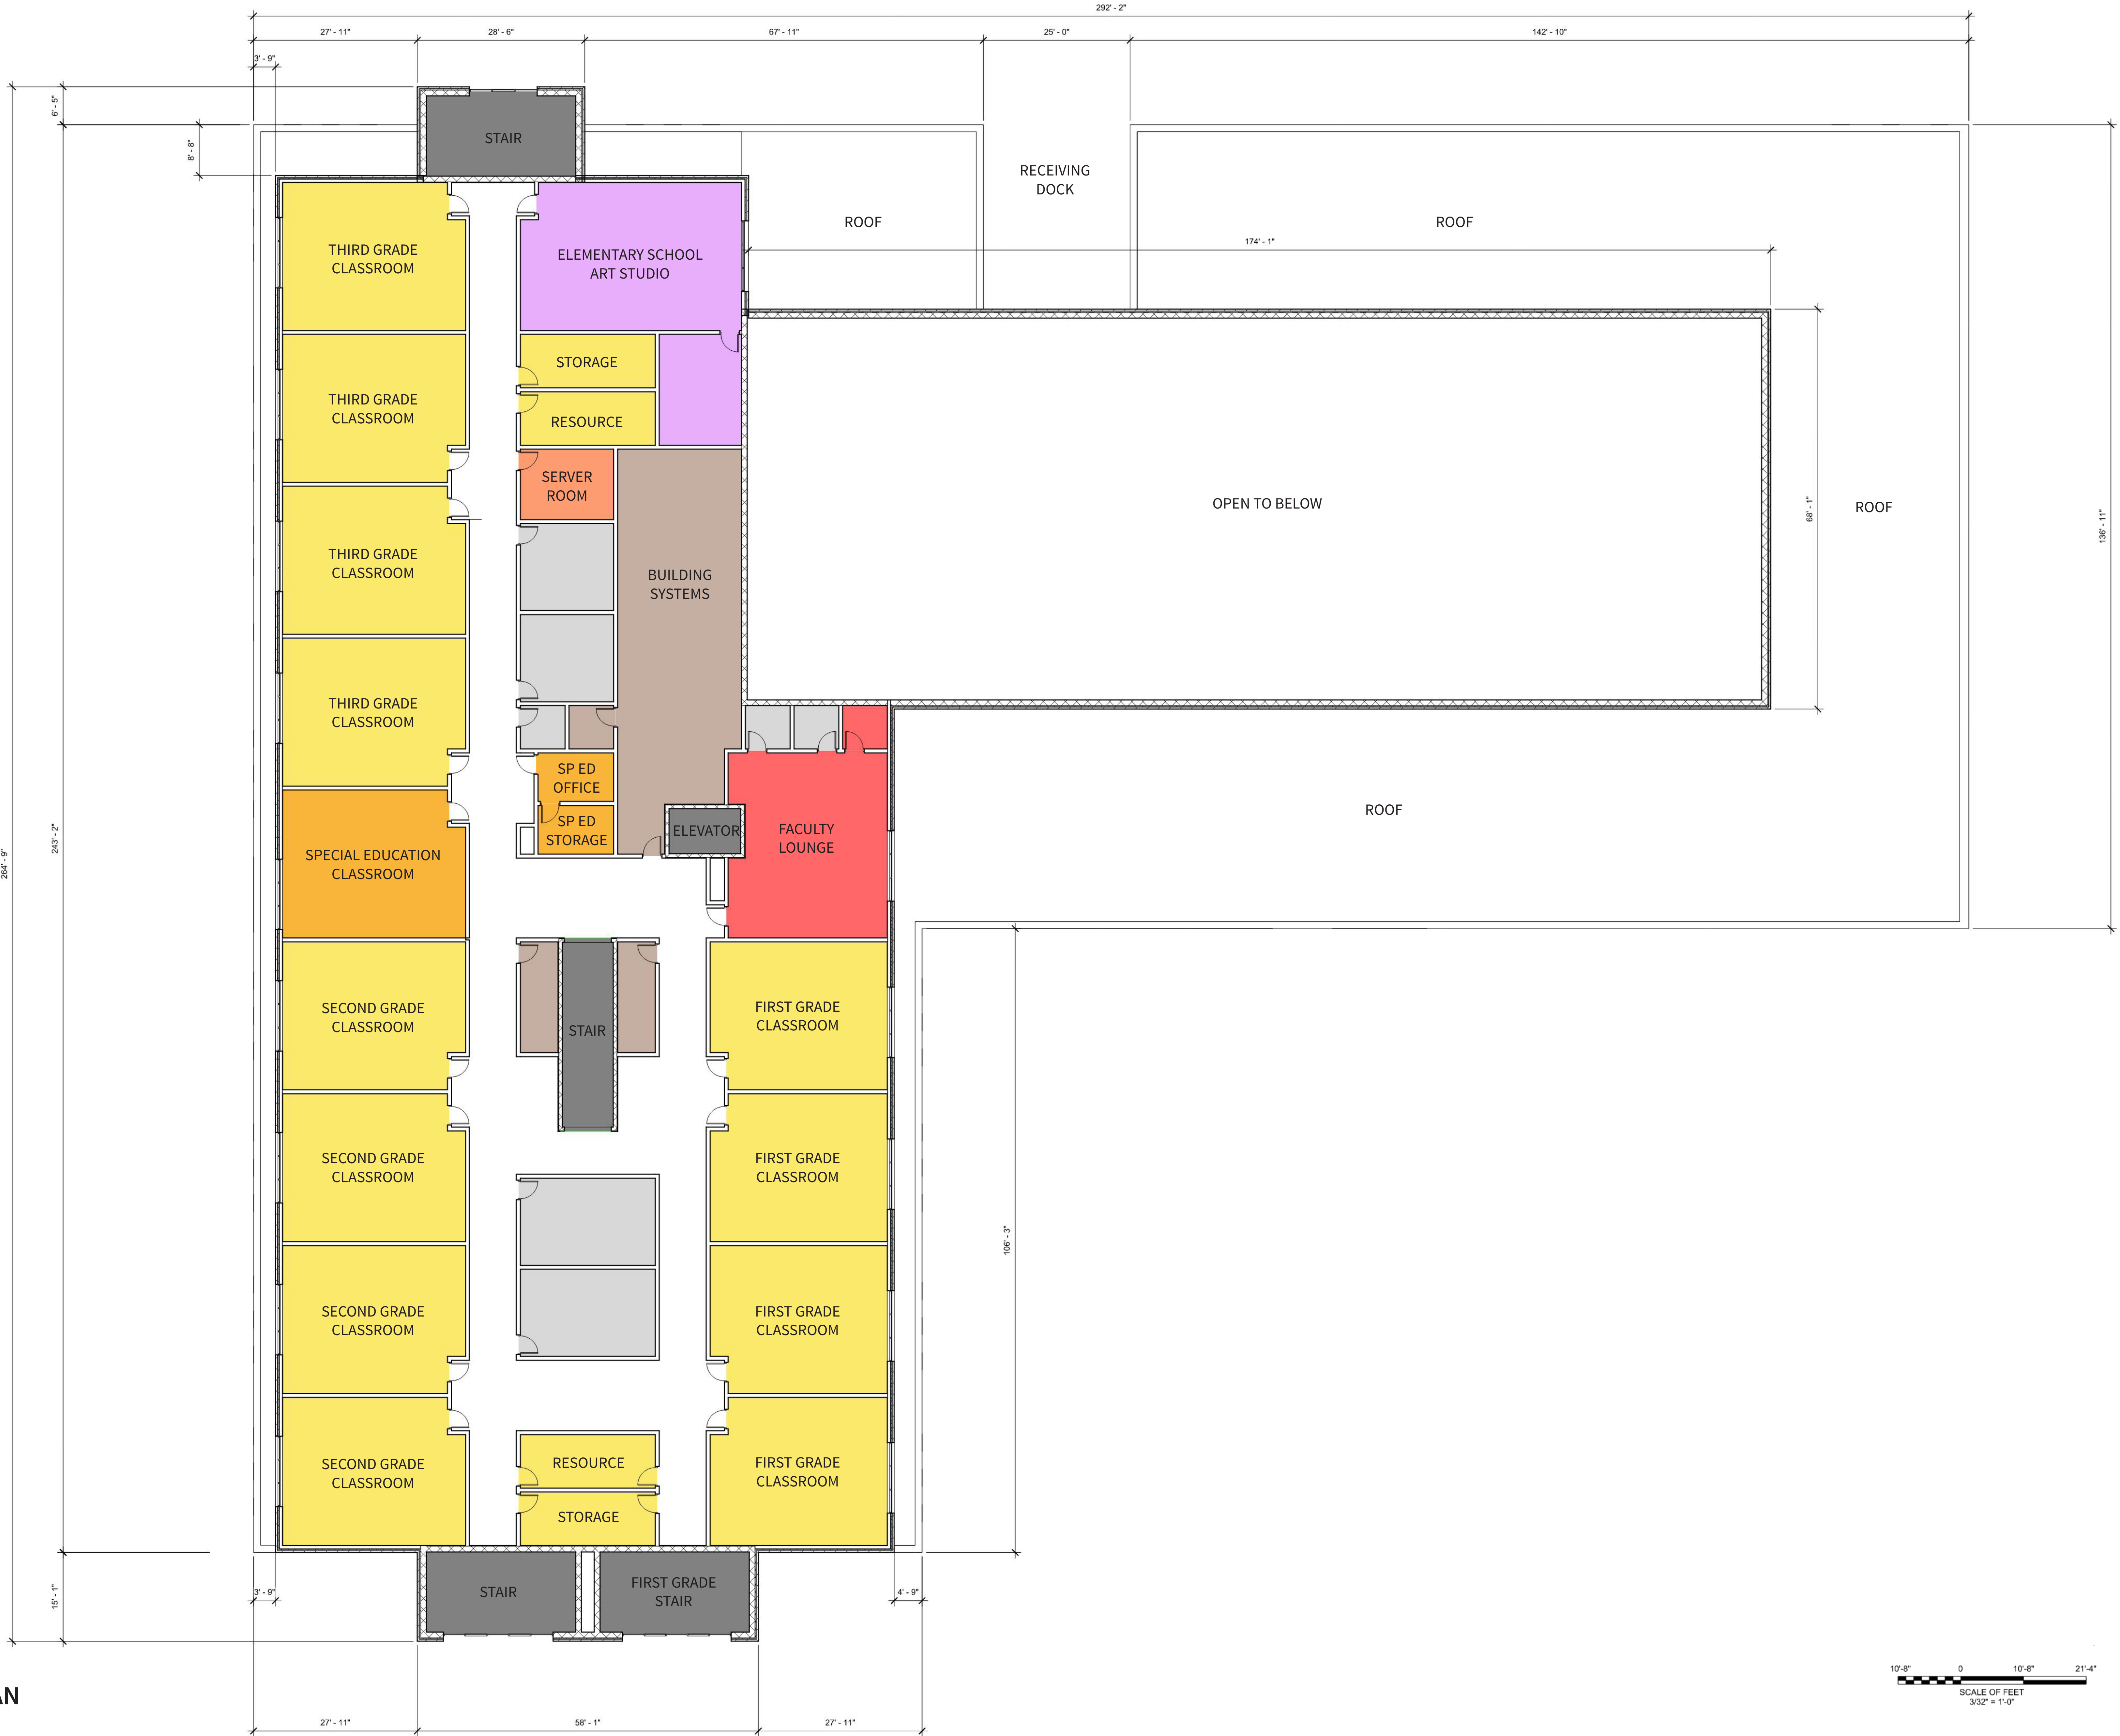 292' - 2"
27' - 11"
28' - 6"
67' - 11"
25' - 0"
142' - 10"
3' - 9"
6' - 5"
8' - 8"
STAIR
RECEIVING
DOCK
ROOF
ROOF
174' - 1"
THIRD GRADE
CLASSROOM
ELEMENTARY SCHOOL
ART STUDIO
STORAGE
THIRD GRADE
CLASSROOM
RESOURCE
SERVER
ROOM
OPEN TO BELOW
68' - 1"
ROOF
136' - 11"
THIRD GRADE
CLASSROOM
BUILDING
SYSTEMS
THIRD GRADE
CLASSROOM
SP ED
OFFICE
SP ED
STORAGE
ELEVATOR
FACULTY
LOUNGE
ROOF
243' - 2"
264' - 9"
SPECIAL EDUCATION
CLASSROOM
SECOND GRADE
CLASSROOM
STAIR
FIRST GRADE
CLASSROOM
SECOND GRADE
CLASSROOM
FIRST GRADE
CLASSROOM
106' - 3"
SECOND GRADE
CLASSROOM
FIRST GRADE
CLASSROOM
SECOND GRADE
CLASSROOM
RESOURCE
FIRST GRADE
CLASSROOM
STORAGE
15' - 1"
3' - 9"
STAIR
FIRST GRADE
STAIR
4' - 9"
AN
10'-8" 0 10'-8" 21'-4"
SCALE OF FEET
3/32" = 1'-0"
27' - 11"
58' - 1"
27' - 11"